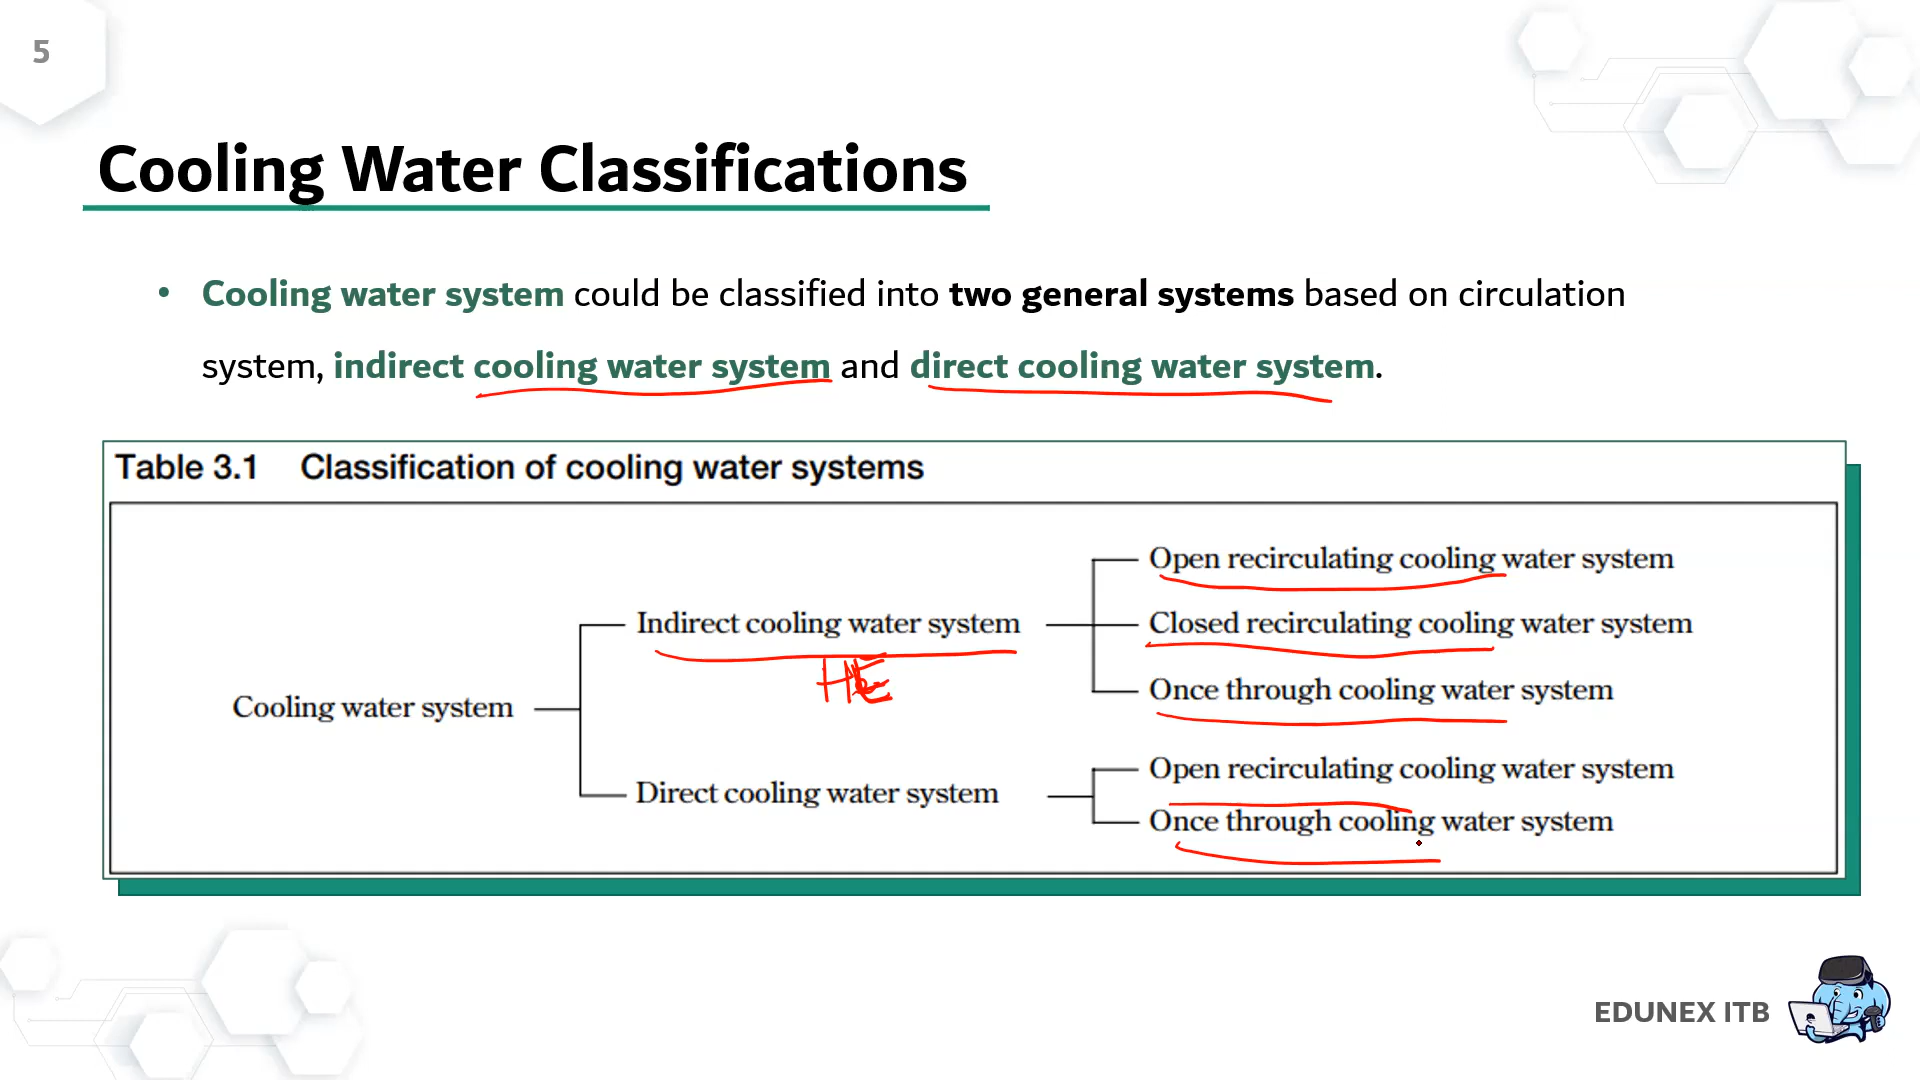 5
Cooling Water Classifications
• Cooling water system could be classified into two general systems based on circulation
system, indirect cooling water system and direct cooling water system.
Table 3.1 Classification of cooling water systems
Open recirculating cooling water system
Indirect cooling water system
Closed recirculating cooling water system
HE
Once through cooling water system
Cooling water system
Open recirculating cooling water system
Direct cooling water system
Once through cooling water system
EDUNEX ITB